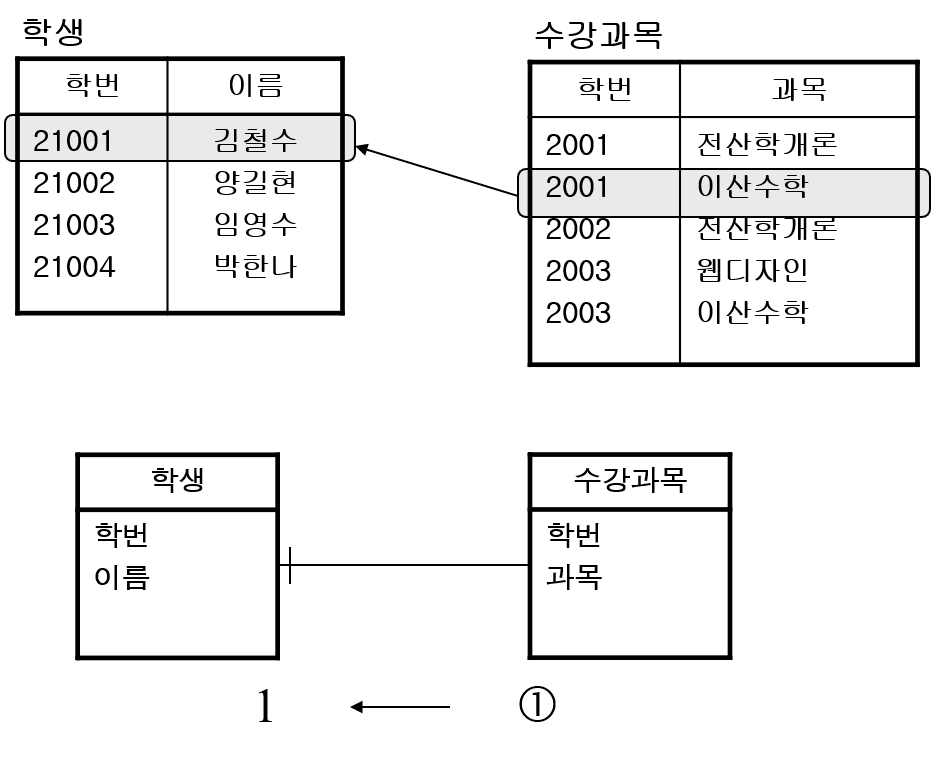 학생
학번 이름
21001 김철수
21002 양길현
21003 임영수
21004 박한나
수강과목
학번 과목
2001 전산학개론
2001 이산수학
2002 전산학개론
2003 웹디자인
2003 이산수학
학생
학번
이름
수강과목
학번
과목
1 ①